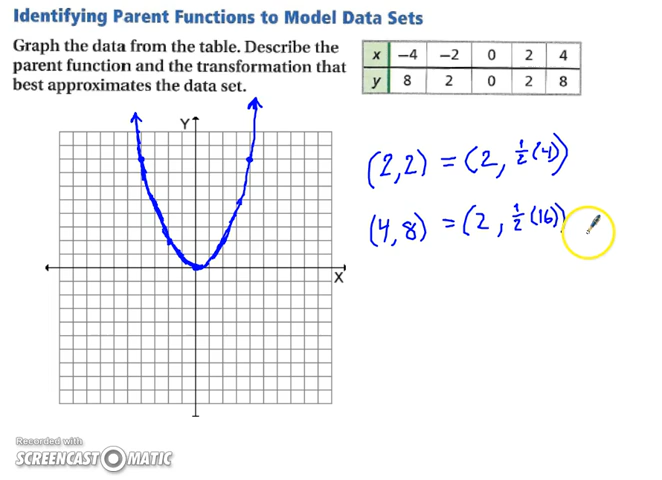 Identifying Parent Functions to Model Data Sets
Graph the data from the table. Describe the
parent function and the transformation that
best approximates the data set.
x −4 −2 0 2 4
y 8 2 0 2 8
Y
X
(2,2) = (2, 1/2(4))
(4,8) = (2, 1/2(16))
Recorded with
SCREENCAST O MATIC